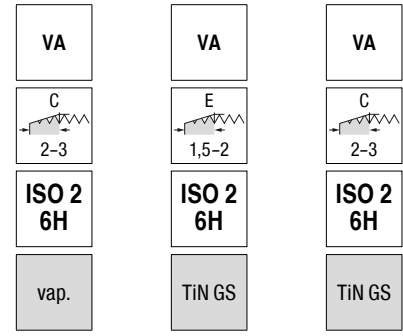 VA
VA
VA
C
E
C
2–3
1,5–2
2–3
ISO 2
6H
ISO 2
6H
ISO 2
6H
vap.
TiN GS
TiN GS